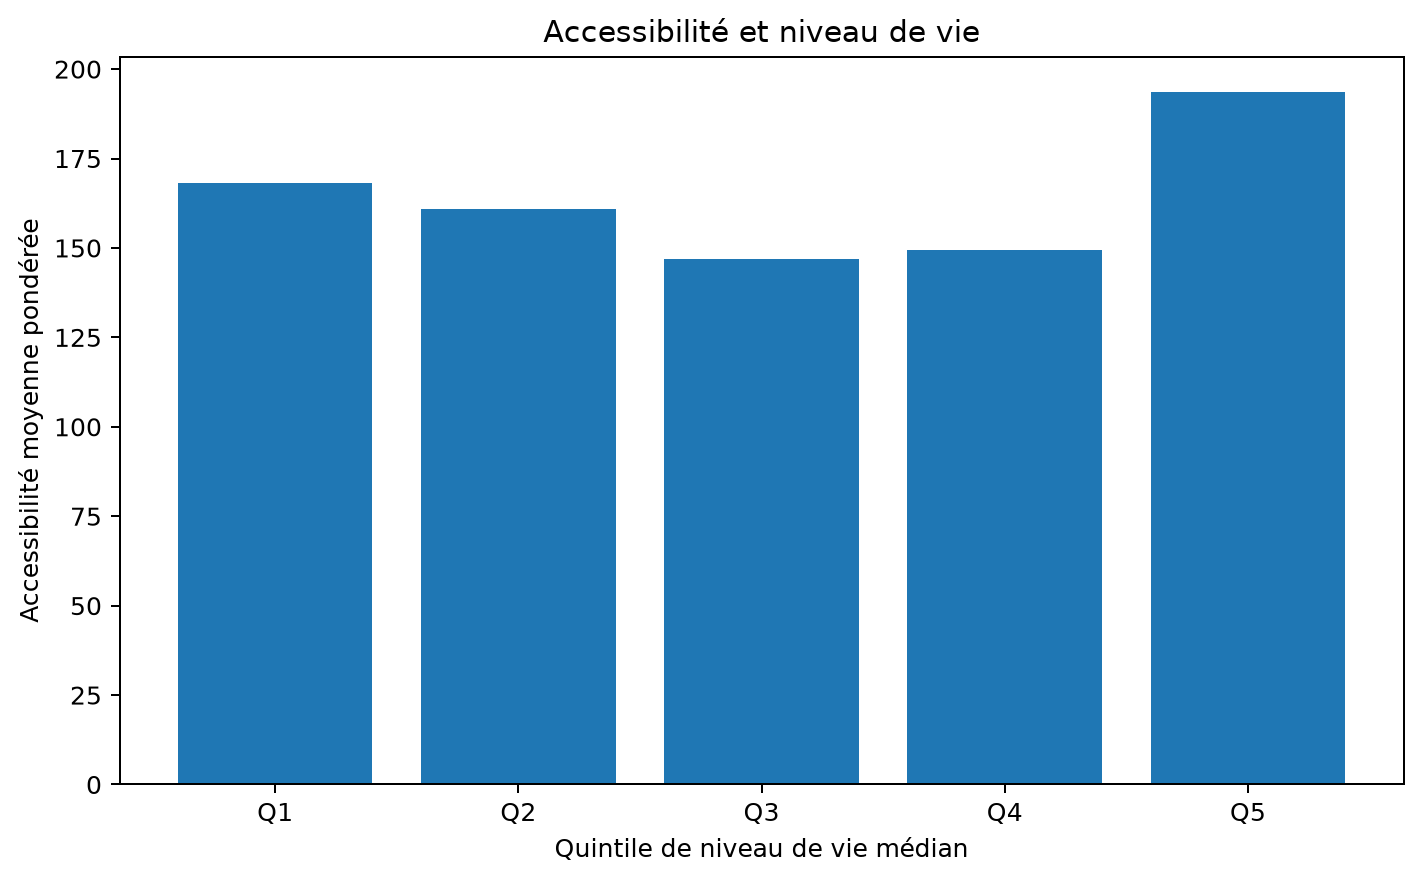 Accessibilité et niveau de vie
Accessibilité moyenne pondérée
200
175
150
125
100
75
50
25
0
Q1 Q2 Q3 Q4 Q5
Quintile de niveau de vie médian